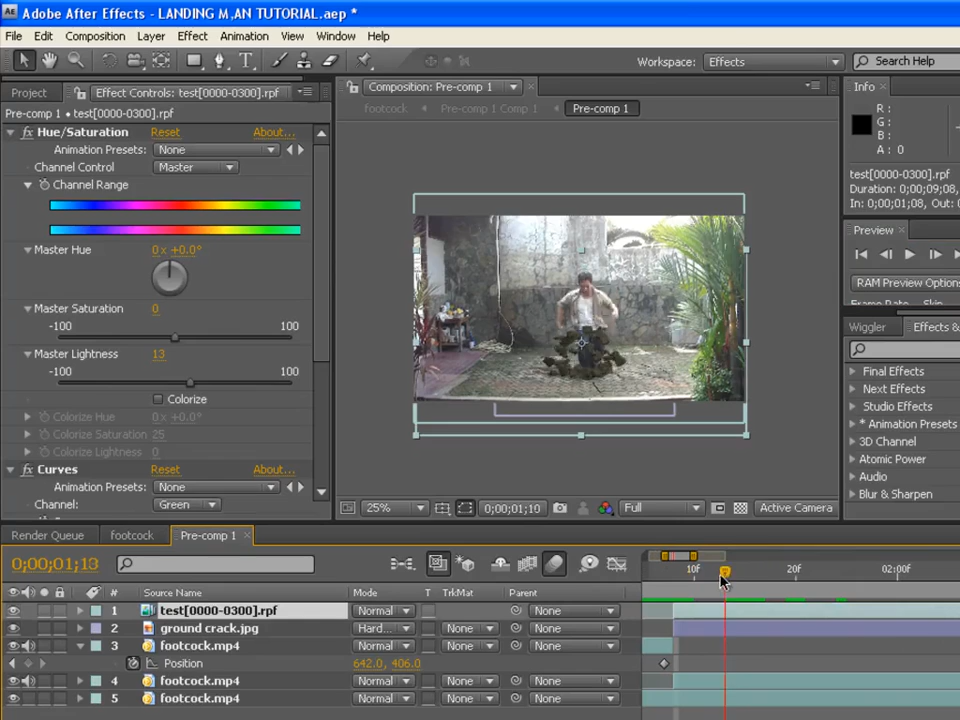 Adobe After Effects - LANDING M,AN TUTORIAL.aep *
File Edit Composition Layer Effect Animation View Window Help
Workspace: Effects Search Help
Project Effect Controls: test[0000-0300].rpf
Composition: Pre-comp 1
Info
Pre-comp 1 • test[0000-0300].rpf
footcock Pre-comp 1 Comp 1 Pre-comp 1
Hue/Saturation Reset About...
Animation Presets: None
Channel Control Master
Channel Range
R :
G :
B :
A : 0
test[0000-0300].rpf
Duration: 0;00;09;08,
In: 0;00;01;08, Out:
Master Hue 0 x +0.0°
Master Saturation 0
-100 100
Master Lightness 13
-100 100
Colorize
Colorize Hue 0 x +0.0°
Colorize Saturation 25
Colorize Lightness 0
Curves Reset About...
Animation Presets: None
Channel: Green
25% 0;00;01;10 Full Active Camera
Preview
RAM Preview Options
Frame Rate Skip
Wiggler Effects &
Final Effects
Next Effects
Studio Effects
* Animation Presets
3D Channel
Atomic Power
Audio
Blur & Sharpen
Render Queue footcock Pre-comp 1
0;00;01;13
10f 20f 02:00f
# Source Name Mode T TrkMat Parent
1 test[0000-0300].rpf Normal None
2 ground crack.jpg Hard... None None
3 footcock.mp4 Normal None None
Position 642.0, 406.0
4 footcock.mp4 Normal None None
5 footcock.mp4 Normal None None